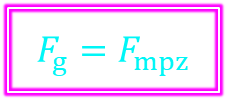 F_g = F_mpz